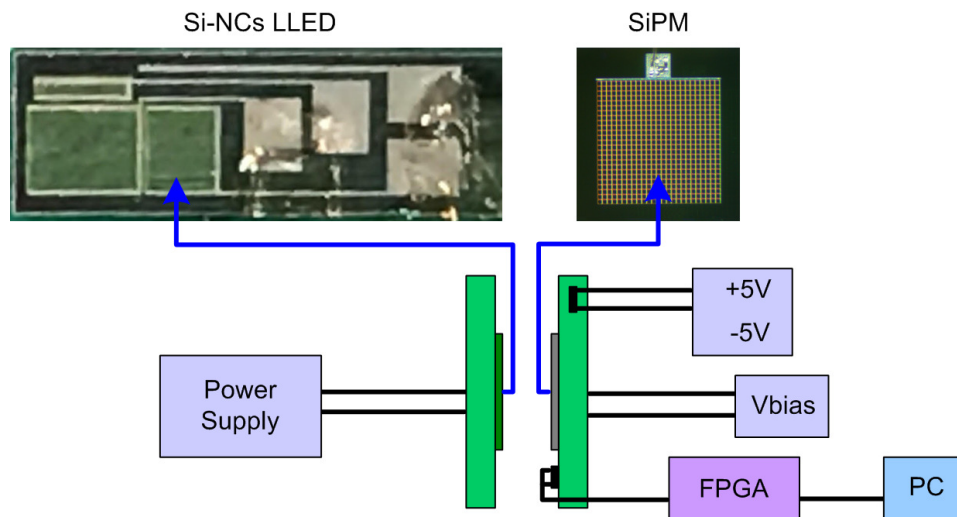 Si-NCs LLED
SiPM
+5V
-5V
Power
Supply
Vbias
FPGA
PC